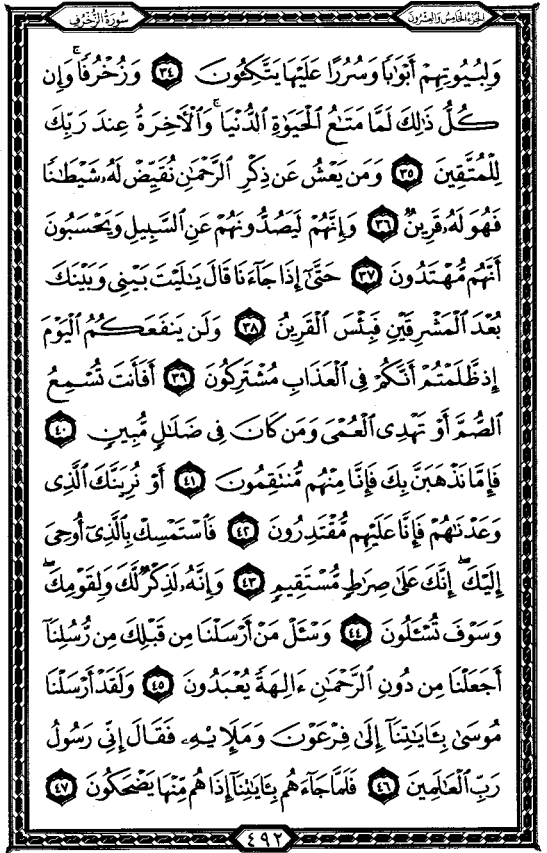 الجزء الخامس والعشرون
سورة الزخرف
وَلِبُيُوتِهِمْ أَبْوَٰبًا وَسُرُرًا عَلَيْهَا يَتَّكِـُٔونَ ٣٤ وَزُخْرُفًا ۚ وَإِن
كُلُّ ذَٰلِكَ لَمَّا مَتَـٰعُ ٱلْحَيَوٰةِ ٱلدُّنْيَا ۚ وَٱلْـَٔاخِرَةُ عِندَ رَبِّكَ
لِلْمُتَّقِينَ ٣٥ وَمَن يَعْشُ عَن ذِكْرِ ٱلرَّحْمَـٰنِ نُقَيِّضْ لَهُۥ شَيْطَـٰنًا
فَهُوَ لَهُۥ قَرِينٌ ٣٦ وَإِنَّهُمْ لَيَصُدُّونَهُمْ عَنِ ٱلسَّبِيلِ وَيَحْسَبُونَ
أَنَّهُم مُّهْتَدُونَ ٣٧ حَتَّىٰٓ إِذَا جَآءَنَا قَالَ يَـٰلَيْتَ بَيْنِى وَبَيْنَكَ
بُعْدَ ٱلْمَشْرِقَيْنِ فَبِئْسَ ٱلْقَرِينُ ٣٨ وَلَن يَنفَعَكُمُ ٱلْيَوْمَ
إِذ ظَّلَمْتُمْ أَنَّكُمْ فِى ٱلْعَذَابِ مُشْتَرِكُونَ ٣٩ أَفَأَنتَ تُسْمِعُ
ٱلصُّمَّ أَوْ تَهْدِى ٱلْعُمْىَ وَمَن كَانَ فِى ضَلَـٰلٍ مُّبِينٍ ٤٠
فَإِمَّا نَذْهَبَنَّ بِكَ فَإِنَّا مِنْهُم مُّنتَقِمُونَ ٤١ أَوْ نُرِيَنَّكَ ٱلَّذِى
وَعَدْنَـٰهُمْ فَإِنَّا عَلَيْهِم مُّقْتَدِرُونَ ٤٢ فَٱسْتَمْسِكْ بِٱلَّذِىٓ أُوحِىَ
إِلَيْكَ ۖ إِنَّكَ عَلَىٰ صِرَٰطٍ مُّسْتَقِيمٍ ٤٣ وَإِنَّهُۥ لَذِكْرٌ لَّكَ وَلِقَوْمِكَ ۖ
وَسَوْفَ تُسْـَٔلُونَ ٤٤ وَسْـَٔلْ مَنْ أَرْسَلْنَا مِن قَبْلِكَ مِن رُّسُلِنَآ
أَجَعَلْنَا مِن دُونِ ٱلرَّحْمَـٰنِ ءَالِهَةً يُعْبَدُونَ ٤٥ وَلَقَدْ أَرْسَلْنَا
مُوسَىٰ بِـَٔايَـٰتِنَآ إِلَىٰ فِرْعَوْنَ وَمَلَإِي۟هِۦ فَقَالَ إِنِّى رَسُولُ
رَبِّ ٱلْعَـٰلَمِينَ ٤٦ فَلَمَّا جَآءَهُم بِـَٔايَـٰتِنَآ إِذَا هُم مِّنْهَا يَضْحَكُونَ ٤٧
٤٩٢